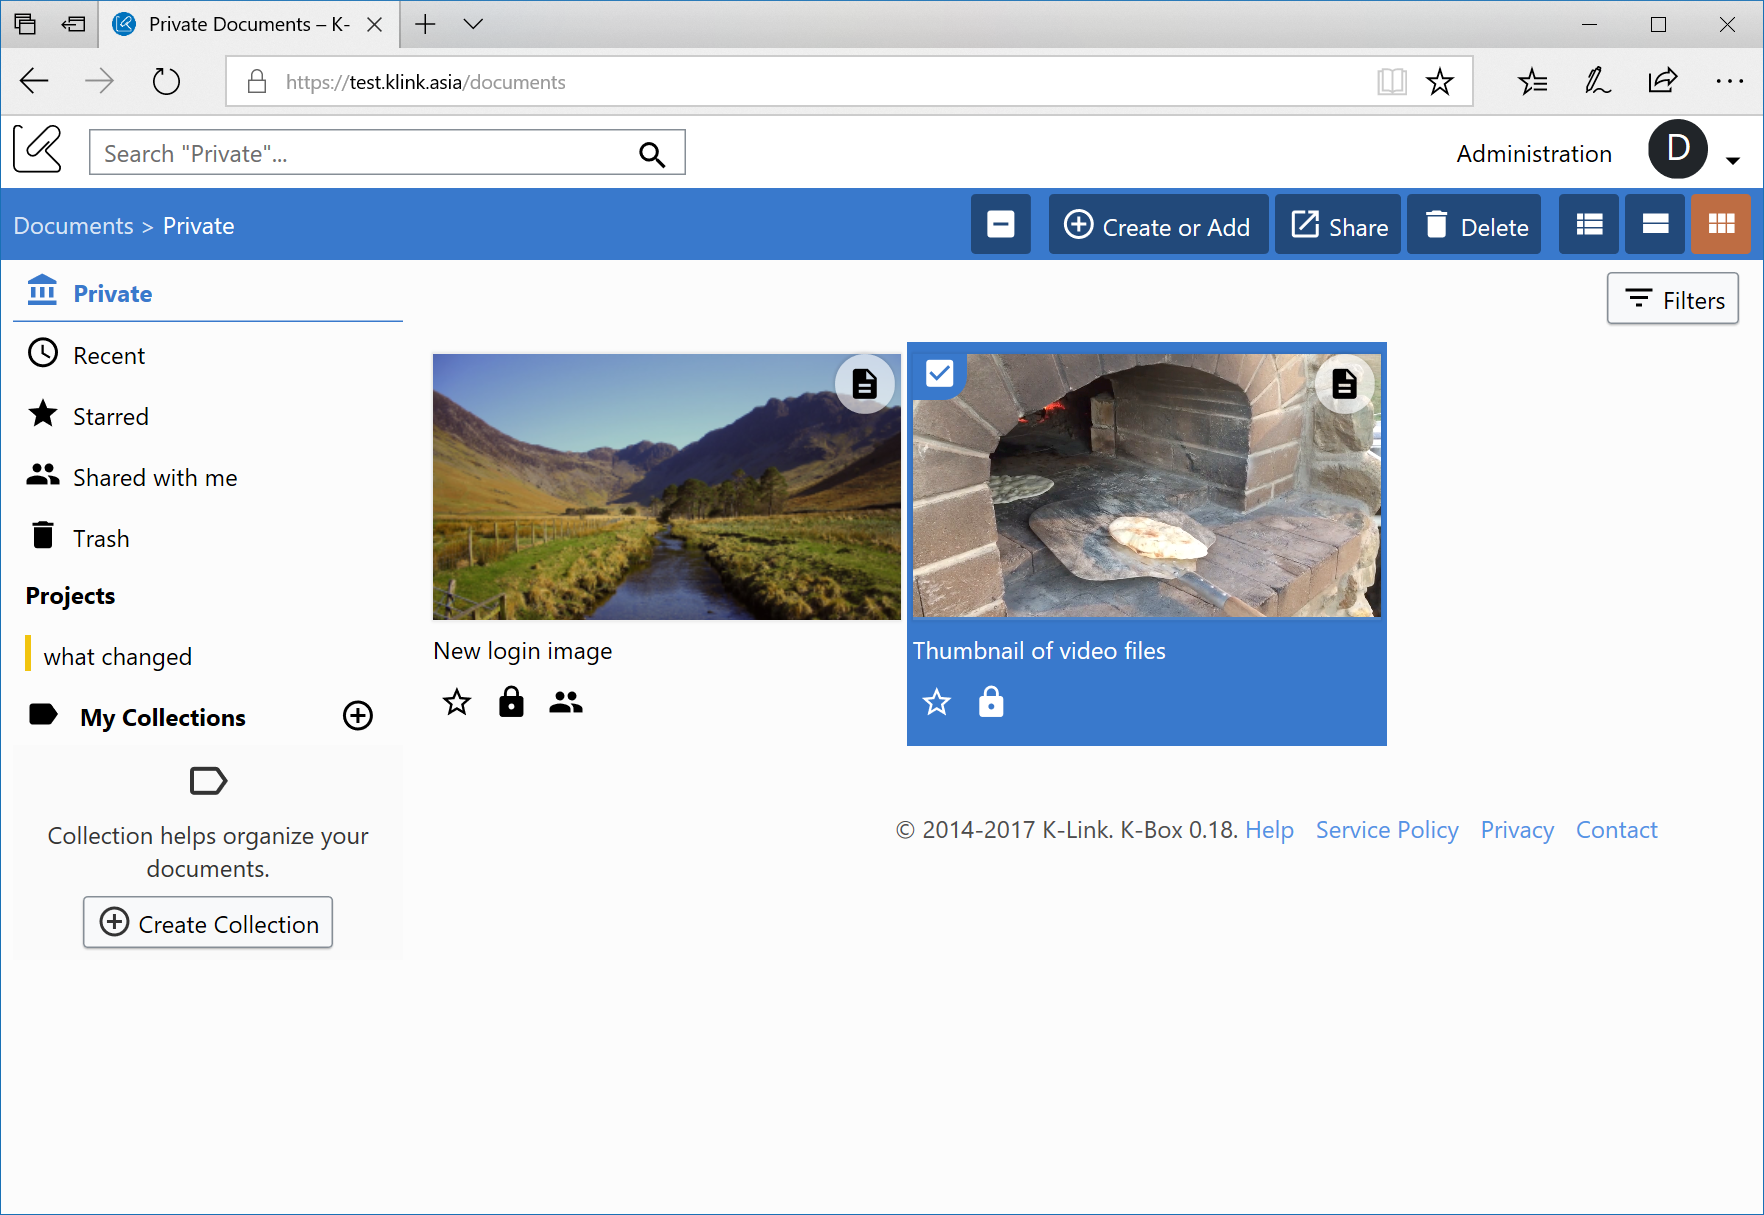 Private Documents – K-
https://test.klink.asia/documents
Search "Private"...
Administration
D
Documents > Private
Create or Add
Share
Delete
Private
Filters
Recent
Starred
Shared with me
Trash
Projects
what changed
My Collections
Collection helps organize your
documents.
Create Collection
New login image
Thumbnail of video files
© 2014-2017 K-Link. K-Box 0.18. Help Service Policy Privacy Contact